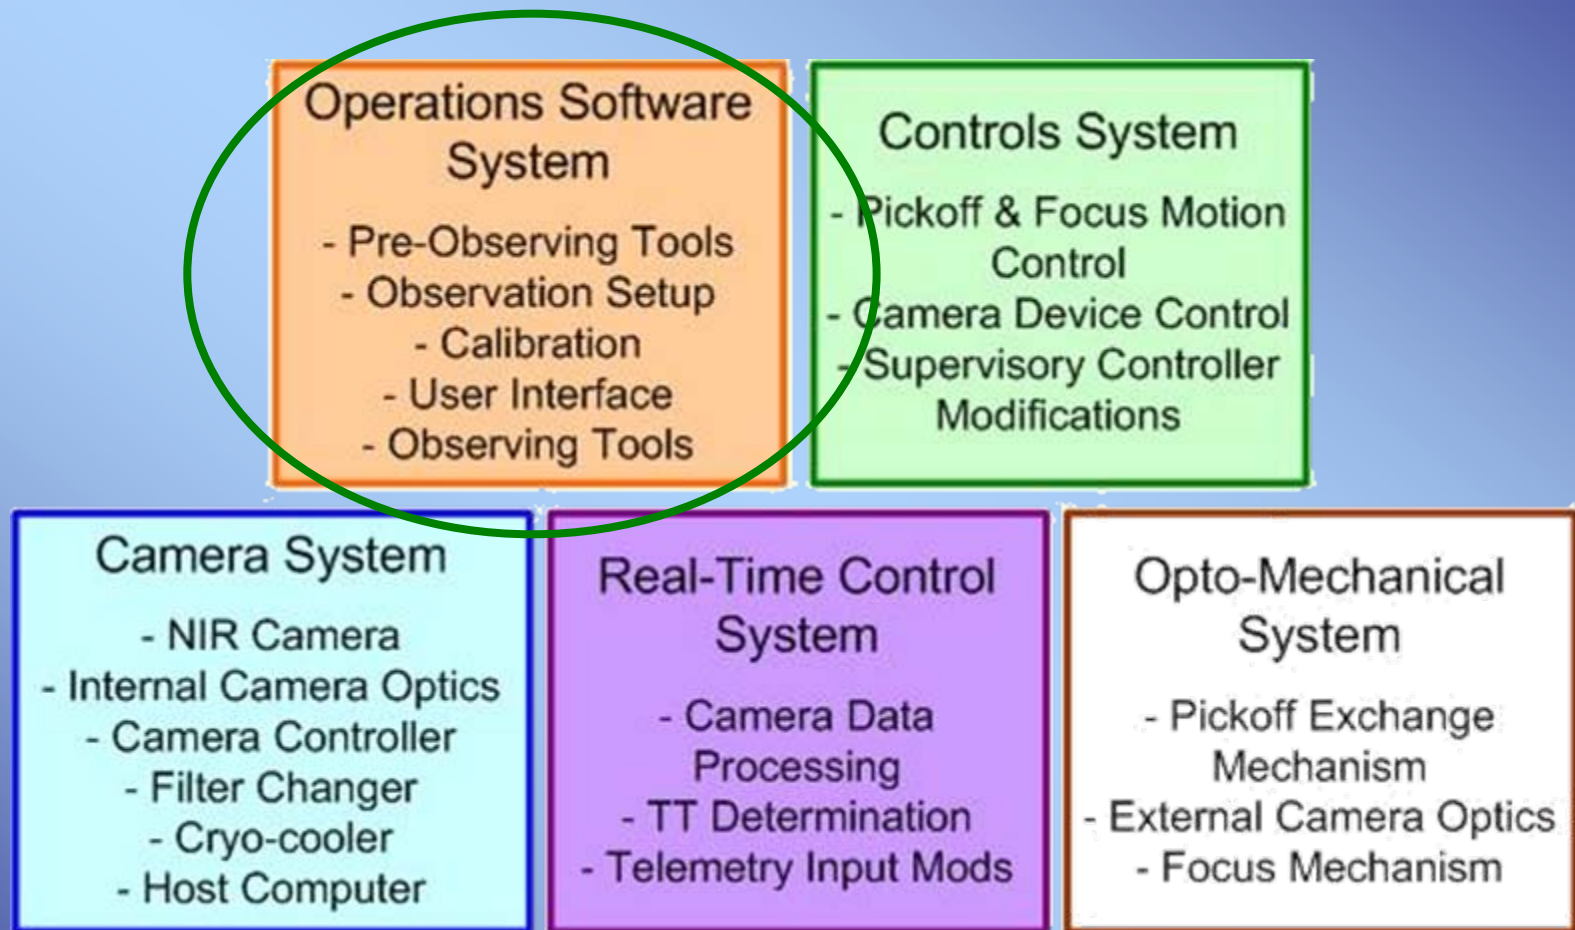 Operations Software
System
- Pre-Observing Tools
- Observation Setup
- Calibration
- User Interface
- Observing Tools
Controls System
- Pickoff & Focus Motion
Control
- Camera Device Control
- Supervisory Controller
Modifications
Camera System
- NIR Camera
- Internal Camera Optics
- Camera Controller
- Filter Changer
- Cryo-cooler
- Host Computer
Real-Time Control
System
- Camera Data
Processing
- TT Determination
- Telemetry Input Mods
Opto-Mechanical
System
- Pickoff Exchange
Mechanism
- External Camera Optics
- Focus Mechanism